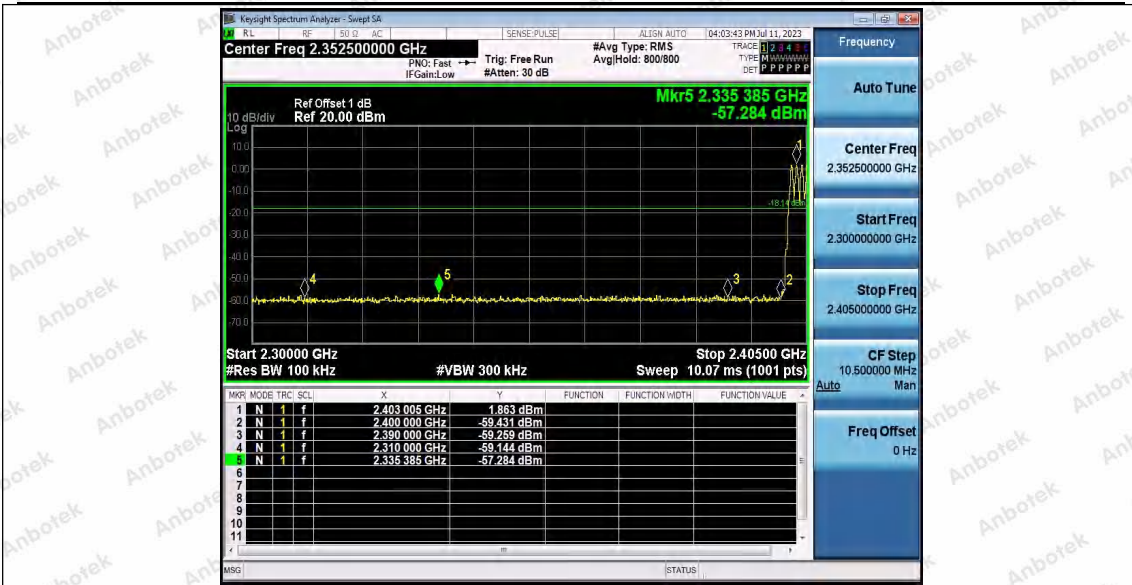 Keysight Spectrum Analyzer - Swept SA
RL RF 50 Ω AC SENSE:PULSE ALIGN AUTO 04:03:43 PM Jul 11, 2023
Center Freq 2.352500000 GHz
PNO: Fast
IFGain:Low
Trig: Free Run
#Atten: 30 dB
#Avg Type: RMS
Avg|Hold: 800/800
TRACE 1 2 3 4 5 6
TYPE M W W W W W
DET P P P P P P
Mkr5 2.335 385 GHz
-57.284 dBm
Ref Offset 1 dB
10 dB/div Ref 20.00 dBm
Log
10.0
0.00
-10.0
-20.0
-30.0
-40.0
-50.0
-60.0
-70.0
-18.14 dBm
1
2
3
4
5
Start 2.30000 GHz Stop 2.40500 GHz
#Res BW 100 kHz #VBW 300 kHz Sweep 10.07 ms (1001 pts)
MKR MODE TRC SCL X Y FUNCTION FUNCTION WIDTH FUNCTION VALUE
1 N 1 f 2.403 005 GHz 1.863 dBm
2 N 1 f 2.400 000 GHz -59.431 dBm
3 N 1 f 2.390 000 GHz -59.259 dBm
4 N 1 f 2.310 000 GHz -59.144 dBm
5 N 1 f 2.335 385 GHz -57.284 dBm
6
7
8
9
10
11
MSG STATUS
Frequency
Auto Tune
Center Freq
2.352500000 GHz
Start Freq
2.300000000 GHz
Stop Freq
2.405000000 GHz
CF Step
10.500000 MHz
Auto Man
Freq Offset
0 Hz
Anbotek